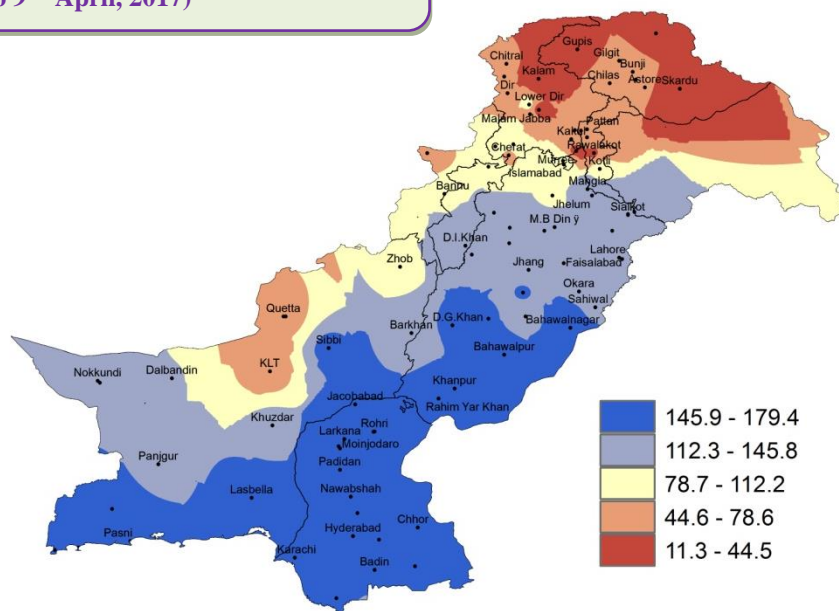 April, 2017)
Chitral
Gupis
Gilgit
Bunji
Kalam
Chilas
Astore
Skardu
Dir
Lower Dir
Malam Jabba
Pattan
Kakul
Rawalakot
Cherat
Murree
Kotli
Islamabad
Mangla
Bannu
Jhelum
Sialkot
M.B Din ÿ
D.I.Khan
Lahore
Zhob
Jhang
Faisalabad
Okara
Sahiwal
Quetta
D.G.Khan
Bahawalnagar
Barkhan
Sibbi
Bahawalpur
KLT
Nokkundi
Dalbandin
Khanpur
Jacobabad
Rahim Yar Khan
Khuzdar
Rohri
Larkana
Moinjodaro
Panjgur
Padidan
Lasbella
Nawabshah
Chhor
Pasni
Hyderabad
Karachi
Badin
145.9 - 179.4
112.3 - 145.8
78.7 - 112.2
44.6 - 78.6
11.3 - 44.5